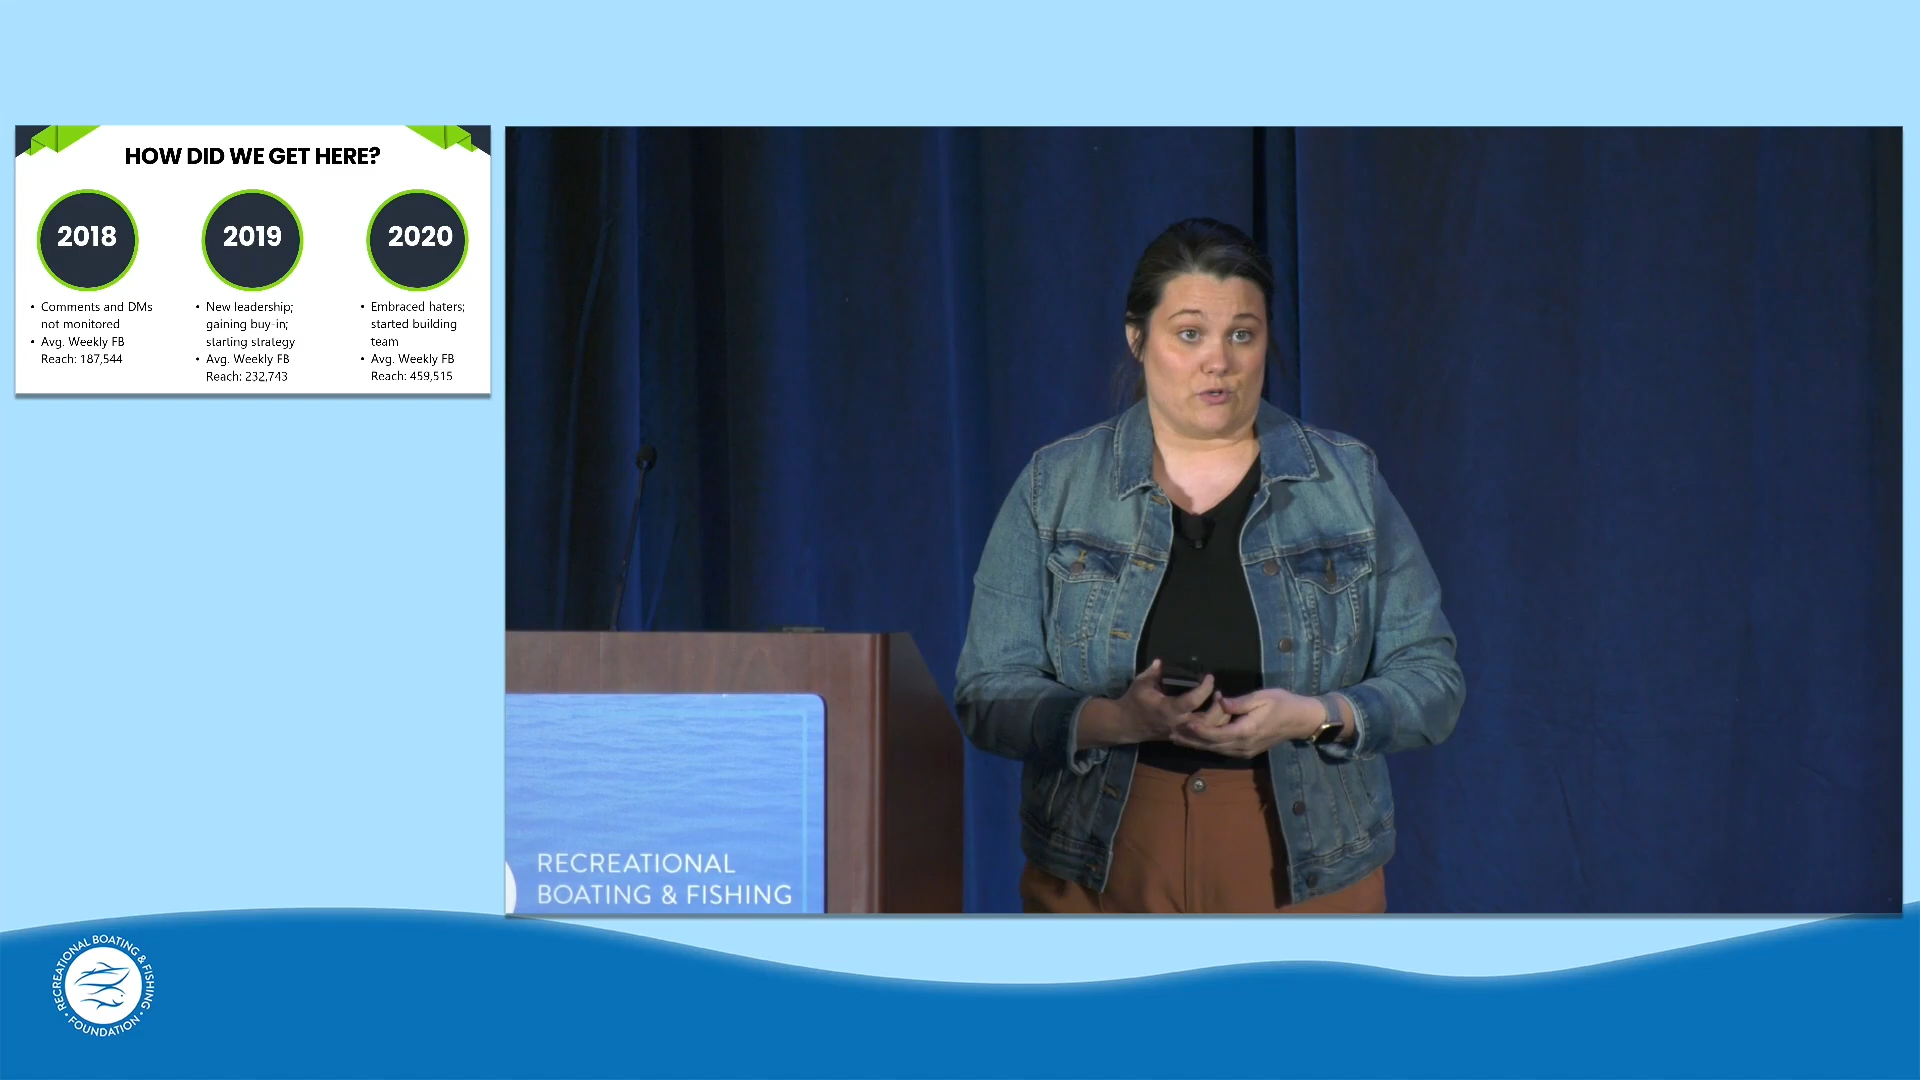 HOW DID WE GET HERE?
2018
• Comments and DMs
not monitored
• Avg. Weekly FB
Reach: 187,544
2019
• New leadership;
gaining buy-in;
starting strategy
• Avg. Weekly FB
Reach: 232,743
2020
• Embraced haters;
started building
team
• Avg. Weekly FB
Reach: 459,515
RECREATIONAL
BOATING & FISHING
RECREATIONAL BOATING & FISHING
• FOUNDATION •